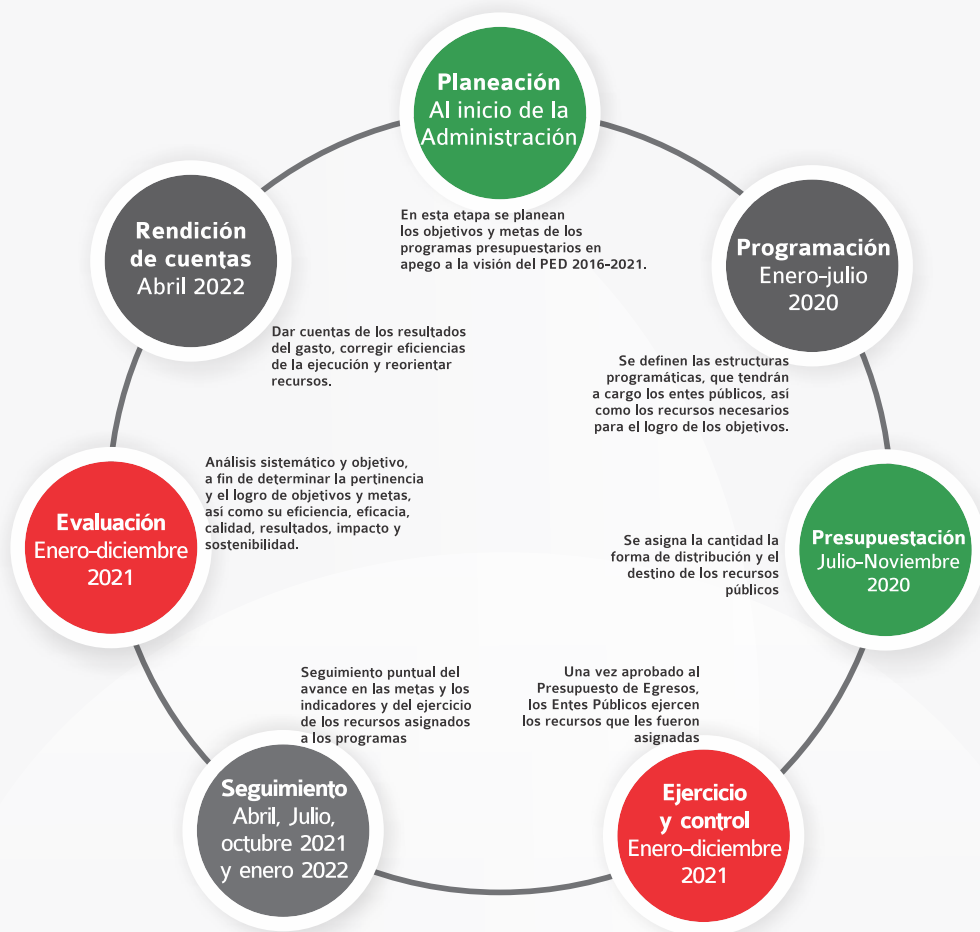 Planeación
Al inicio de la
Administración
En esta etapa se planean
los objetivos y metas de los
programas presupuestarios en
apego a la visión del PED 2016-2021.
Programación
Enero-julio
2020
Se definen las estructuras
programáticas, que tendrán
a cargo los entes públicos, así
como los recursos necesarios
para el logro de los objetivos.
Presupuestación
Julio-Noviembre
2020
Se asigna la cantidad la
forma de distribución y el
destino de los recursos
públicos
Ejercicio
y control
Enero-diciembre
2021
Una vez aprobado al
Presupuesto de Egresos,
los Entes Públicos ejercen
los recursos que les fueron
asignadas
Seguimiento
Abril, Julio,
octubre 2021
y enero 2022
Seguimiento puntual del
avance en las metas y los
indicadores y del ejercicio
de los recursos asignados
a los programas
Evaluación
Enero-diciembre
2021
Análisis sistemático y objetivo,
a fin de determinar la pertinencia
y el logro de objetivos y metas,
así como su eficiencia, eficacia,
calidad, resultados, impacto y
sostenibilidad.
Rendición
de cuentas
Abril 2022
Dar cuentas de los resultados
del gasto, corregir eficiencias
de la ejecución y reorientar
recursos.